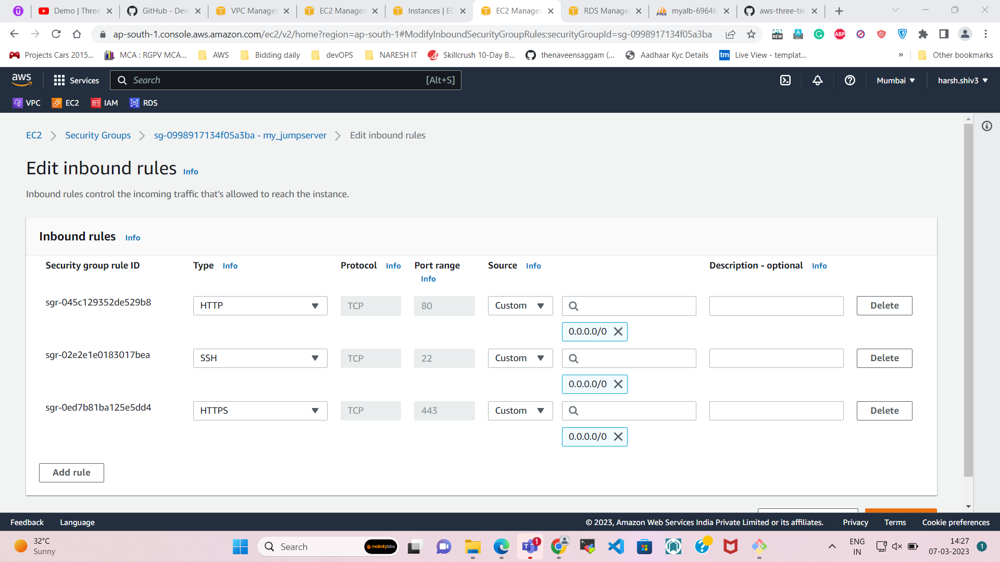 Demo | Three
GitHub - Dev
VPC Manager
EC2 Manager
Instances | EC
EC2 Manager
RDS Manager
myalb-69646
aws-three-tie
ap-south-1.console.aws.amazon.com/ec2/v2/home?region=ap-south-1#ModifyInboundSecurityGroupRules:securityGroupId=sg-0998917134f05a3ba
Projects Cars 2015...
MCA : RGPV MCA...
AWS
Bidding daily
devOPS
NARESH IT
Skillcrush 10-Day B...
thenaveensaggam (...
Aadhaar Kyc Details
tm
Live View - templat...
»
Other bookmarks
aws
Services
Search
[Alt+S]
Mumbai
harsh.shiv3
VPC
EC2
IAM
RDS
EC2
Security Groups
sg-0998917134f05a3ba - my_jumpserver
Edit inbound rules
Edit inbound rules Info
Inbound rules control the incoming traffic that's allowed to reach the instance.
Inbound rules Info
Security group rule ID
Type Info
Protocol Info
Port range
Info
Source Info
Description - optional Info
sgr-045c129352de529b8
HTTP
TCP
80
Custom
Delete
0.0.0.0/0
sgr-02e2e1e0183017bea
SSH
TCP
22
Custom
Delete
0.0.0.0/0
sgr-0ed7b81ba125e5dd4
HTTPS
TCP
443
Custom
Delete
0.0.0.0/0
Add rule
Feedback
Language
© 2023, Amazon Web Services India Private Limited or its affiliates.
Privacy
Terms
Cookie preferences
32°C
Sunny
Search
motivitylabs
1
ENG
IN
14:27
07-03-2023
1
ABP
NEW
PMA